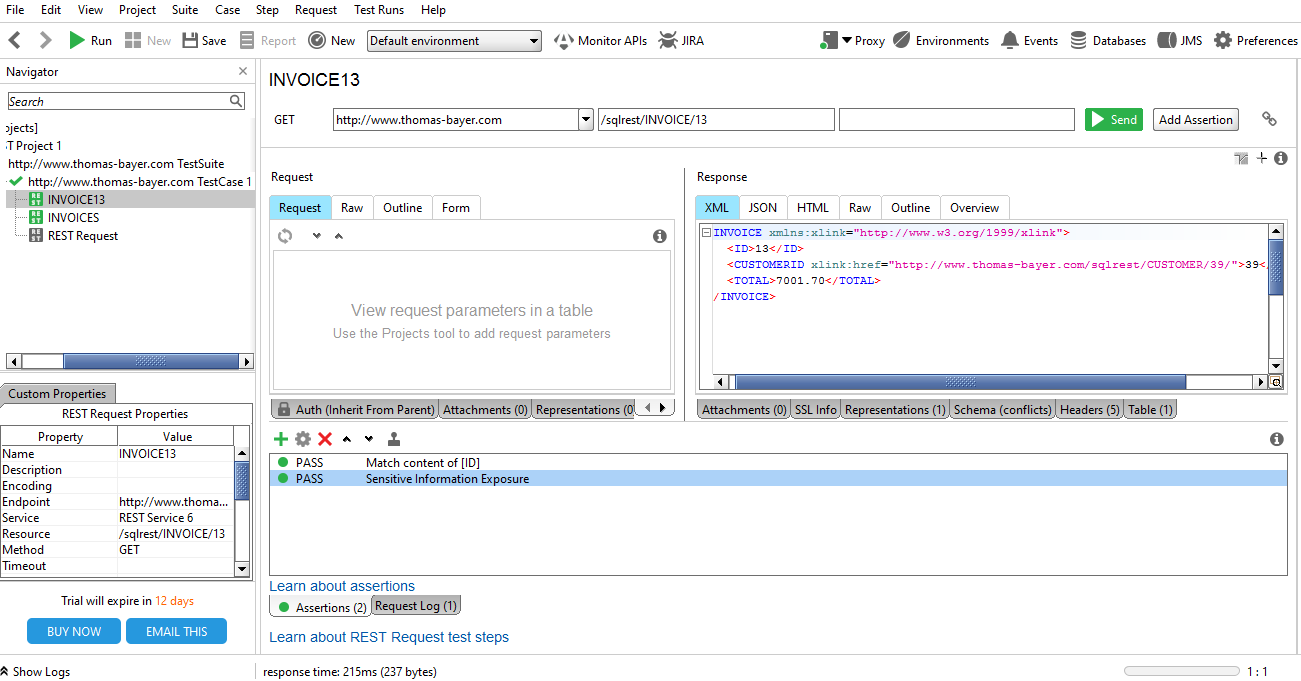 File Edit View Project Suite Case Step Request Test Runs Help
Run New Save Report New Default environment Monitor APIs JIRA Proxy Environments Events Databases JMS Preferences
Navigator
Search
ojects]
T Project 1
http://www.thomas-bayer.com TestSuite
http://www.thomas-bayer.com TestCase 1
REST INVOICE13
REST INVOICES
REST REST Request
Custom Properties
REST Request Properties
Property Value
Name INVOICE13
Description
Encoding
Endpoint http://www.thoma...
Service REST Service 6
Resource /sqlrest/INVOICE/13
Method GET
Timeout
Trial will expire in 12 days
BUY NOW EMAIL THIS
INVOICE13
GET http://www.thomas-bayer.com /sqlrest/INVOICE/13 Send Add Assertion
Request
Request Raw Outline Form
View request parameters in a table
Use the Projects tool to add request parameters
Auth (Inherit From Parent) Attachments (0) Representations (0
Response
XML JSON HTML Raw Outline Overview
INVOICE xmlns:xlink="http://www.w3.org/1999/xlink">
<ID>13</ID>
<CUSTOMERID xlink:href="http://www.thomas-bayer.com/sqlrest/CUSTOMER/39/">39<
<TOTAL>7001.70</TOTAL>
/INVOICE>
Attachments (0) SSL Info Representations (1) Schema (conflicts) Headers (5) Table (1)
PASS Match content of [ID]
PASS Sensitive Information Exposure
Learn about assertions
Assertions (2) Request Log (1)
Learn about REST Request test steps
Show Logs response time: 215ms (237 bytes) 1 : 1